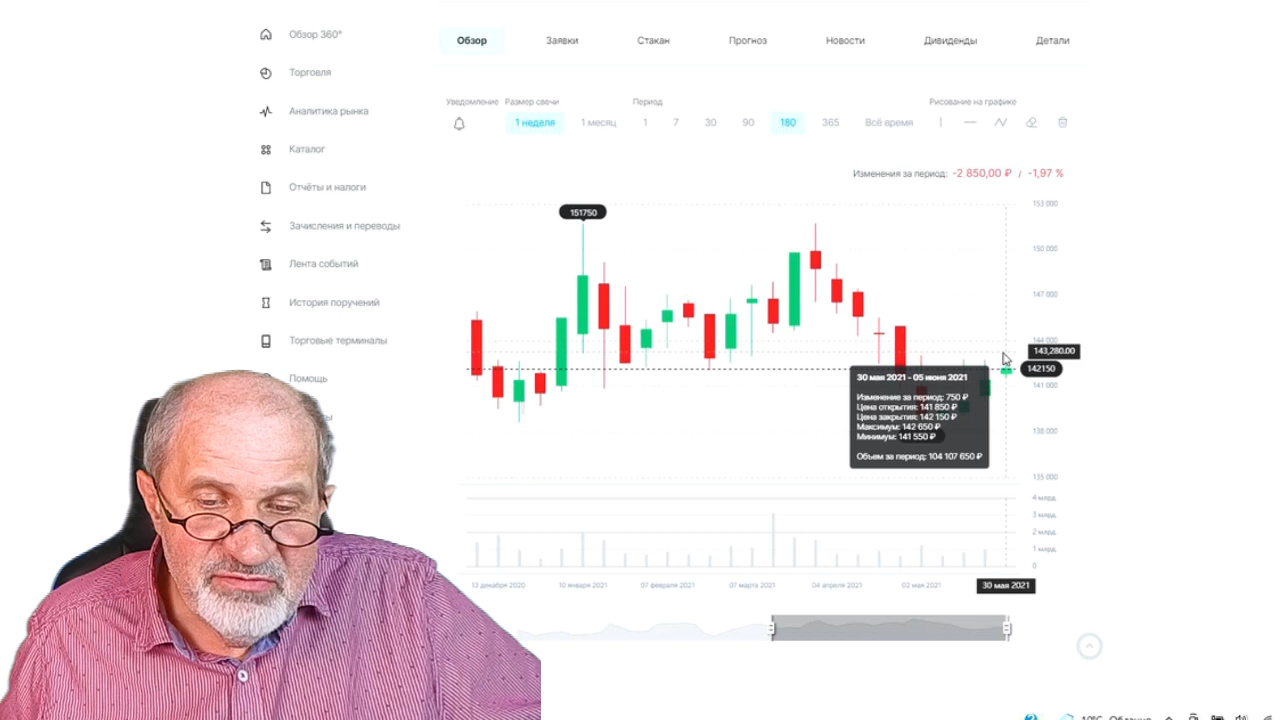 Обзор 360°
Торговля
Аналитика рынка
Каталог
Отчёты и налоги
Зачисления и переводы
Лента событий
История поручений
Торговые терминалы
Помощь
Обзор Заявки Стакан Прогноз Новости Дивиденды Детали
Уведомление Размер свечи Период Рисование на графике
1 неделя 1 месяц 1 7 30 90 180 365 Всё время
Изменения за период: -2 850,00 ₽ / -1,97 %
151750
153 000
150 000
147 000
144 000
143,280.00
142150
141 000
138 000
135 000
30 мая 2021 - 05 июня 2021
Изменение за период: 750 ₽
Цена открытия: 141 850 ₽
Цена закрытия: 142 150 ₽
Максимум: 142 650 ₽
Минимум: 141 550 ₽
Объем за период: 104 107 650 ₽
4 млрд.
3 млрд.
2 млрд.
1 млрд.
0
13 декабря 2020 10 января 2021 07 февраля 2021 07 марта 2021 04 апреля 2021 02 мая 2021 30 мая 2021